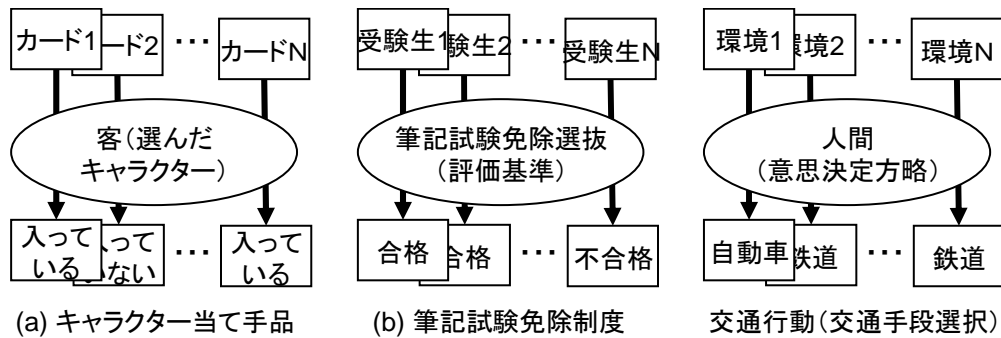 カード1
ード2
…
カードN
客(選んだ
キャラクター)
入って
いる
入って
いない
…
入って
いる
(a) キャラクター当て手品
受験生1
験生2
…
受験生N
筆記試験免除選抜
(評価基準)
合格
合格
…
不合格
(b) 筆記試験免除制度
環境1
環境2
…
環境N
人間
(意思決定方略)
自動車
鉄道
…
鉄道
交通行動(交通手段選択)